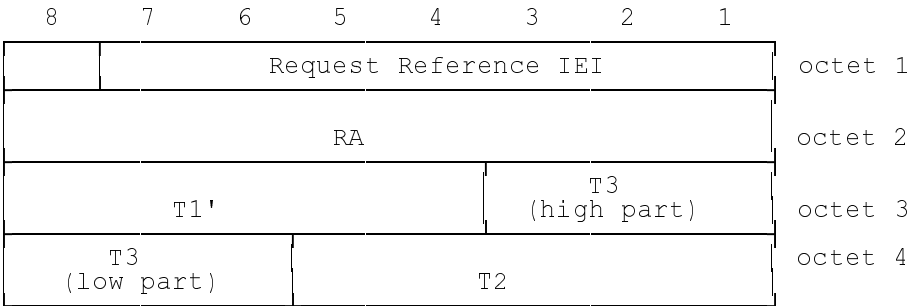 8 7 6 5 4 3 2 1
Request Reference IEI octet 1
RA octet 2
T3
T1' (high part) octet 3
T3 octet 4
(low part) T2